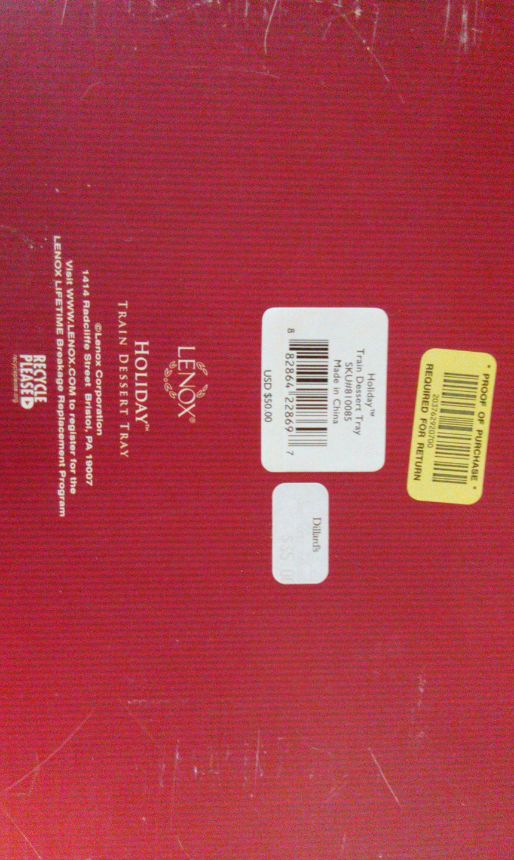 * PROOF OF PURCHASE *
203762920700
REQUIRED FOR RETURN
Holiday™
Train Dessert Tray
SKU#810085
Made in China
8 82864 22869 7
USD $50.00
Dillard's
LENOX®
HOLIDAY™
TRAIN DESSERT TRAY
©Lenox Corporation
1414 Radcliffe Street Bristol, PA 19007
Visit WWW.LENOX.COM to register for the
LENOX LIFETIME Breakage Replacement Program
RECYCLE
PLEASE